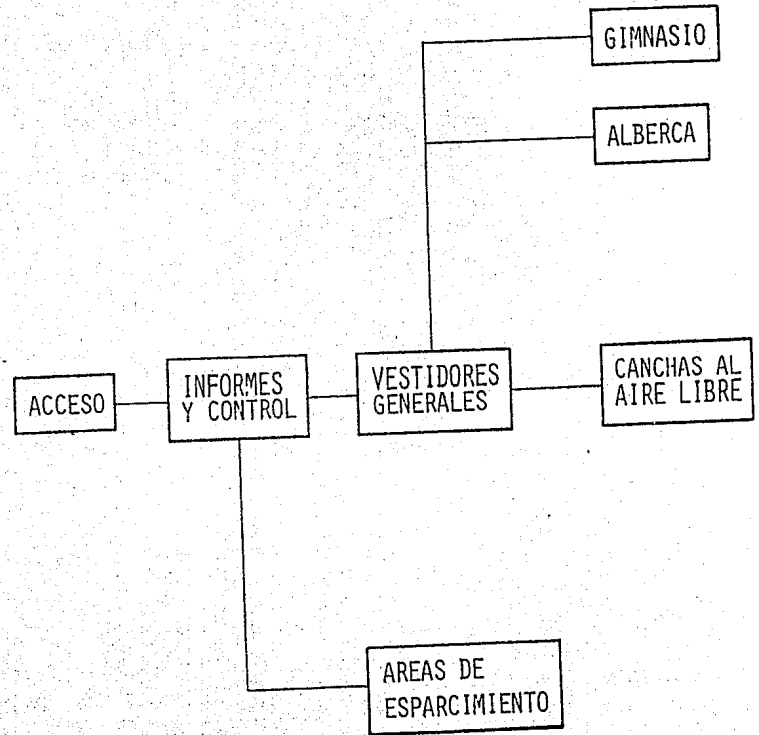 GIMNASIO
ALBERCA
ACCESO
INFORMES
Y CONTROL
VESTIDORES
GENERALES
CANCHAS AL
AIRE LIBRE
AREAS DE
ESPARCIMIENTO